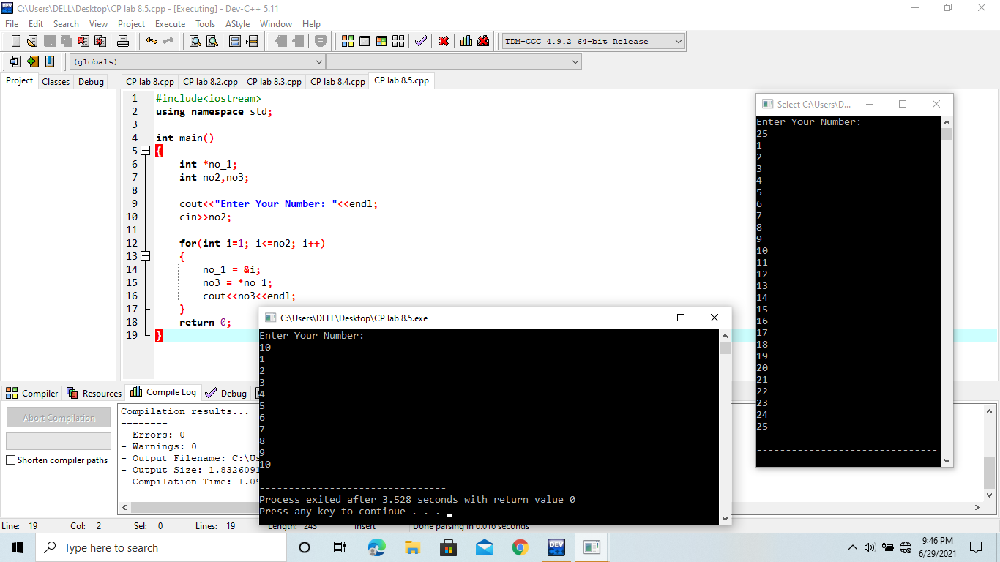 C:\Users\DELL\Desktop\CP lab 8.5.cpp - [Executing] - Dev-C++ 5.11
File Edit Search View Project Execute Tools AStyle Window Help
TDM-GCC 4.9.2 64-bit Release
(globals)
Project Classes Debug
CP lab 8.cpp CP lab 8.2.cpp CP lab 8.3.cpp CP lab 8.4.cpp CP lab 8.5.cpp
1 #include<iostream>
2 using namespace std;
3
4 int main()
5 {
6 int *no_1;
7 int no2,no3;
8
9 cout<<"Enter Your Number: "<<endl;
10 cin>>no2;
11
12 for(int i=1; i<=no2; i++)
13 {
14 no_1 = &i;
15 no3 = *no_1;
16 cout<<no3<<endl;
17 }
18 return 0;
19 }
Select C:\Users\D...
Enter Your Number:
25
1
2
3
4
5
6
7
8
9
10
11
12
13
14
15
16
17
18
19
20
21
22
23
24
25
-------------------------------
-
C:\Users\DELL\Desktop\CP lab 8.5.exe
Enter Your Number:
10
1
2
3
4
5
6
7
8
9
10
--------------------------------
Process exited after 3.528 seconds with return value 0
Press any key to continue . . .
Compiler Resources Compile Log Debug
Abort Compilation
Shorten compiler paths
Compilation results...
--------
- Errors: 0
- Warnings: 0
- Output Filename: C:\Us
- Output Size: 1.832609
- Compilation Time: 1.0
Line: 19 Col: 2 Sel: 0 Lines: 19 Length: 243 Insert Done parsing in 0.016 seconds
Type here to search
DEV
9:46 PM
6/29/2021